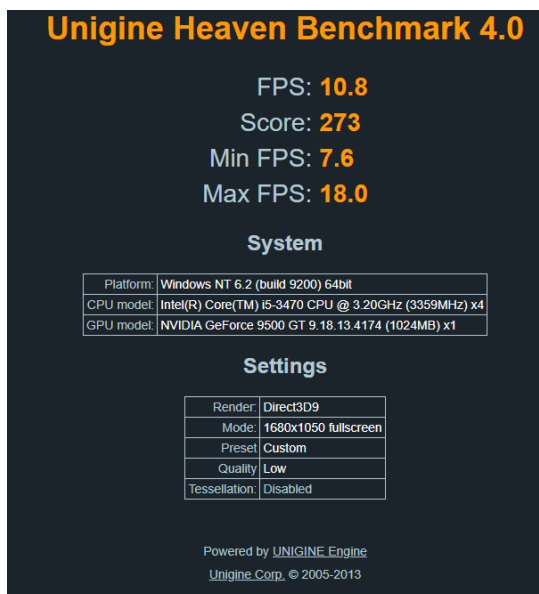 Unigine Heaven Benchmark 4.0
FPS: 10.8
Score: 273
Min FPS: 7.6
Max FPS: 18.0
System
Platform: Windows NT 6.2 (build 9200) 64bit
CPU model: Intel(R) Core(TM) i5-3470 CPU @ 3.20GHz (3359MHz) x4
GPU model: NVIDIA GeForce 9500 GT 9.18.13.4174 (1024MB) x1
Settings
Render: Direct3D9
Mode: 1680x1050 fullscreen
Preset Custom
Quality Low
Tessellation: Disabled
Powered by UNIGINE Engine
Unigine Corp. © 2005-2013